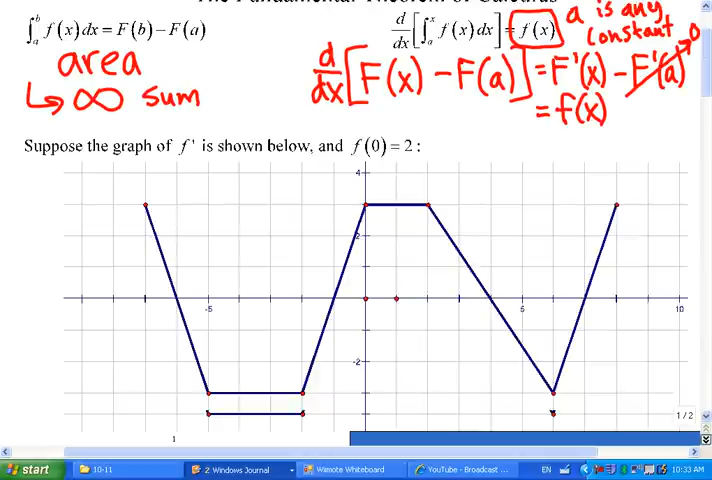 The Fundamental Theorem of Calculus
∫_a^b f(x)dx = F(b) − F(a)
d/dx [∫_a^x f(x)dx] = f(x)
a is any constant
area
↳ ∞ sum
d/dx [F(x) − F(a)] = F'(x) − F'(a) 0
= f(x)
Suppose the graph of f' is shown below, and f(0) = 2:
4
2
-5
5
10
-2
1 / 2
1
start
10-11
2 Windows Journal
Wiimote Whiteboard
YouTube - Broadcast ...
EN
10:33 AM